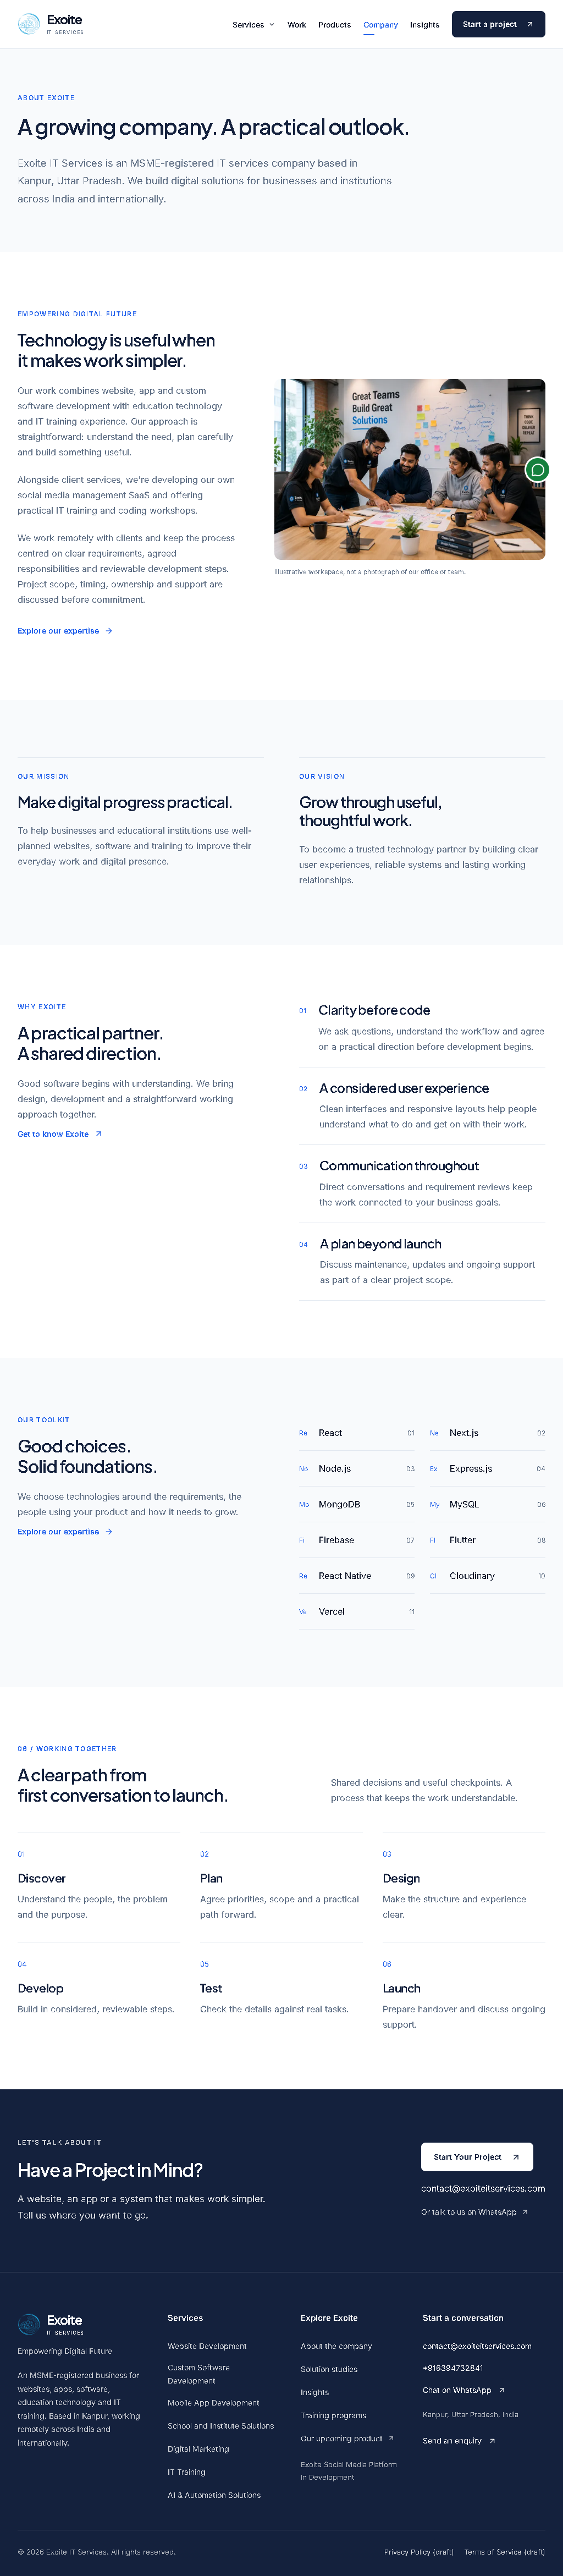 Exoite
IT SERVICES
Services
Work
Products
Company
Insights
Start a project
ABOUT EXOITE
A growing company. A practical outlook.
Exoite IT Services is an MSME-registered IT services company based in
Kanpur, Uttar Pradesh. We build digital solutions for businesses and institutions
across India and internationally.
EMPOWERING DIGITAL FUTURE
Technology is useful when
it makes work simpler.
Our work combines website, app and custom
software development with education technology
and IT training experience. Our approach is
straightforward: understand the need, plan carefully
and build something useful.
Alongside client services, we're developing our own
social media management SaaS and offering
practical IT training and coding workshops.
We work remotely with clients and keep the process
centred on clear requirements, agreed
responsibilities and reviewable development steps.
Project scope, timing, ownership and support are
discussed before commitment.
Explore our expertise
Great Teams
Build Great
Solutions
Illustrative workspace, not a photograph of our office or team.
OUR MISSION
Make digital progress practical.
To help businesses and educational institutions use well-
planned websites, software and training to improve their
everyday work and digital presence.
OUR VISION
Grow through useful,
thoughtful work.
To become a trusted technology partner by building clear
user experiences, reliable systems and lasting working
relationships.
WHY EXOITE
A practical partner.
A shared direction.
Good software begins with understanding. We bring
design, development and a straightforward working
approach together.
Get to know Exoite
01
Clarity before code
We ask questions, understand the workflow and agree
on a practical direction before development begins.
02
A considered user experience
Clean interfaces and responsive layouts help people
understand what to do and get on with their work.
03
Communication throughout
Direct conversations and requirement reviews keep
the work connected to your business goals.
04
A plan beyond launch
Discuss maintenance, updates and ongoing support
as part of a clear project scope.
OUR TOOLKIT
Good choices.
Solid foundations.
We choose technologies around the requirements, the
people using your product and how it needs to grow.
Explore our expertise
Re React 01
Ne Next.js 02
No Node.js 03
Ex Express.js 04
Mo MongoDB 05
My MySQL 06
Fi Firebase 07
Fl Flutter 08
Re React Native 09
Cl Cloudinary 10
Ve Vercel 11
08 / WORKING TOGETHER
A clear path from
first conversation to launch.
Shared decisions and useful checkpoints. A
process that keeps the work understandable.
01
Discover
Understand the people, the problem
and the purpose.
02
Plan
Agree priorities, scope and a practical
path forward.
03
Design
Make the structure and experience
clear.
04
Develop
Build in considered, reviewable steps.
05
Test
Check the details against real tasks.
06
Launch
Prepare handover and discuss ongoing
support.
LET'S TALK ABOUT IT
Have a Project in Mind?
A website, an app or a system that makes work simpler.
Tell us where you want to go.
Start Your Project
contact@exoiteitservices.com
Or talk to us on WhatsApp
Exoite
IT SERVICES
Empowering Digital Future
An MSME-registered business for
websites, apps, software,
education technology and IT
training. Based in Kanpur, working
remotely across India and
internationally.
Services
Website Development
Custom Software
Development
Mobile App Development
School and Institute Solutions
Digital Marketing
IT Training
AI & Automation Solutions
Explore Exoite
About the company
Solution studies
Insights
Training programs
Our upcoming product
Exoite Social Media Platform
In Development
Start a conversation
contact@exoiteitservices.com
+916394732841
Chat on WhatsApp
Kanpur, Uttar Pradesh, India
Send an enquiry
© 2026 Exoite IT Services. All rights reserved.
Privacy Policy (draft)
Terms of Service (draft)